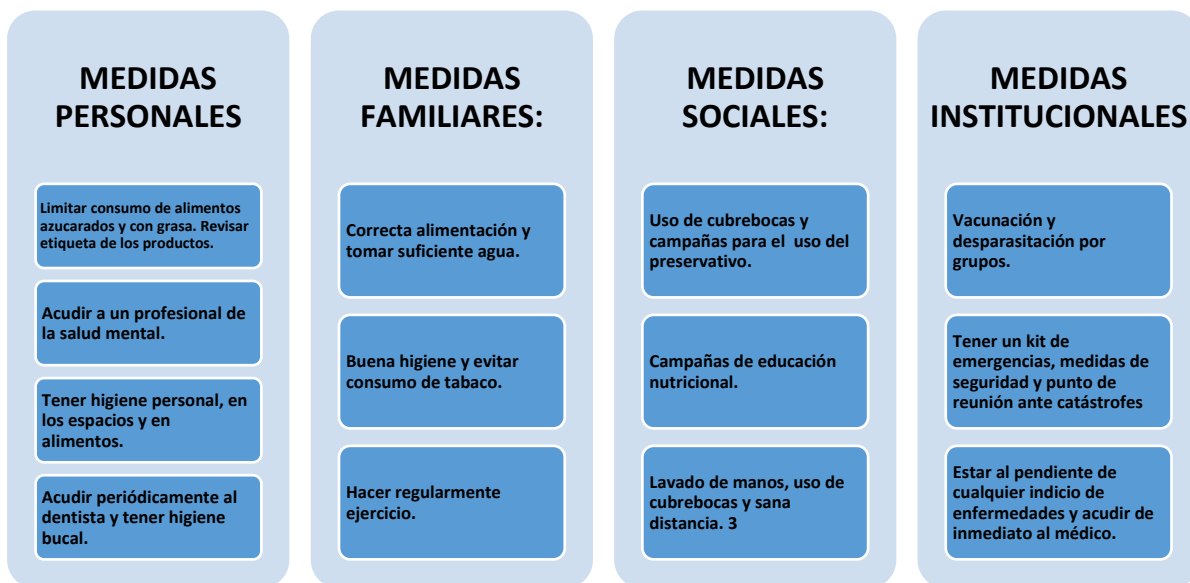 MEDIDAS
PERSONALES
Limitar consumo de alimentos
azucarados y con grasa. Revisar
etiqueta de los productos.
Acudir a un profesional de
la salud mental.
Tener higiene personal, en
los espacios y en
alimentos.
Acudir periódicamente al
dentista y tener higiene
bucal.
MEDIDAS
FAMILIARES:
Correcta alimentación y
tomar suficiente agua.
Buena higiene y evitar
consumo de tabaco.
Hacer regularmente
ejercicio.
MEDIDAS
SOCIALES:
Uso de cubrebocas y
campañas para el uso del
preservativo.
Campañas de educación
nutricional.
Lavado de manos, uso de
cubrebocas y sana
distancia. 3
MEDIDAS
INSTITUCIONALES
Vacunación y
desparasitación por
grupos.
Tener un kit de
emergencias, medidas de
seguridad y punto de
reunión ante catástrofes
Estar al pendiente de
cualquier indicio de
enfermedades y acudir de
inmediato al médico.